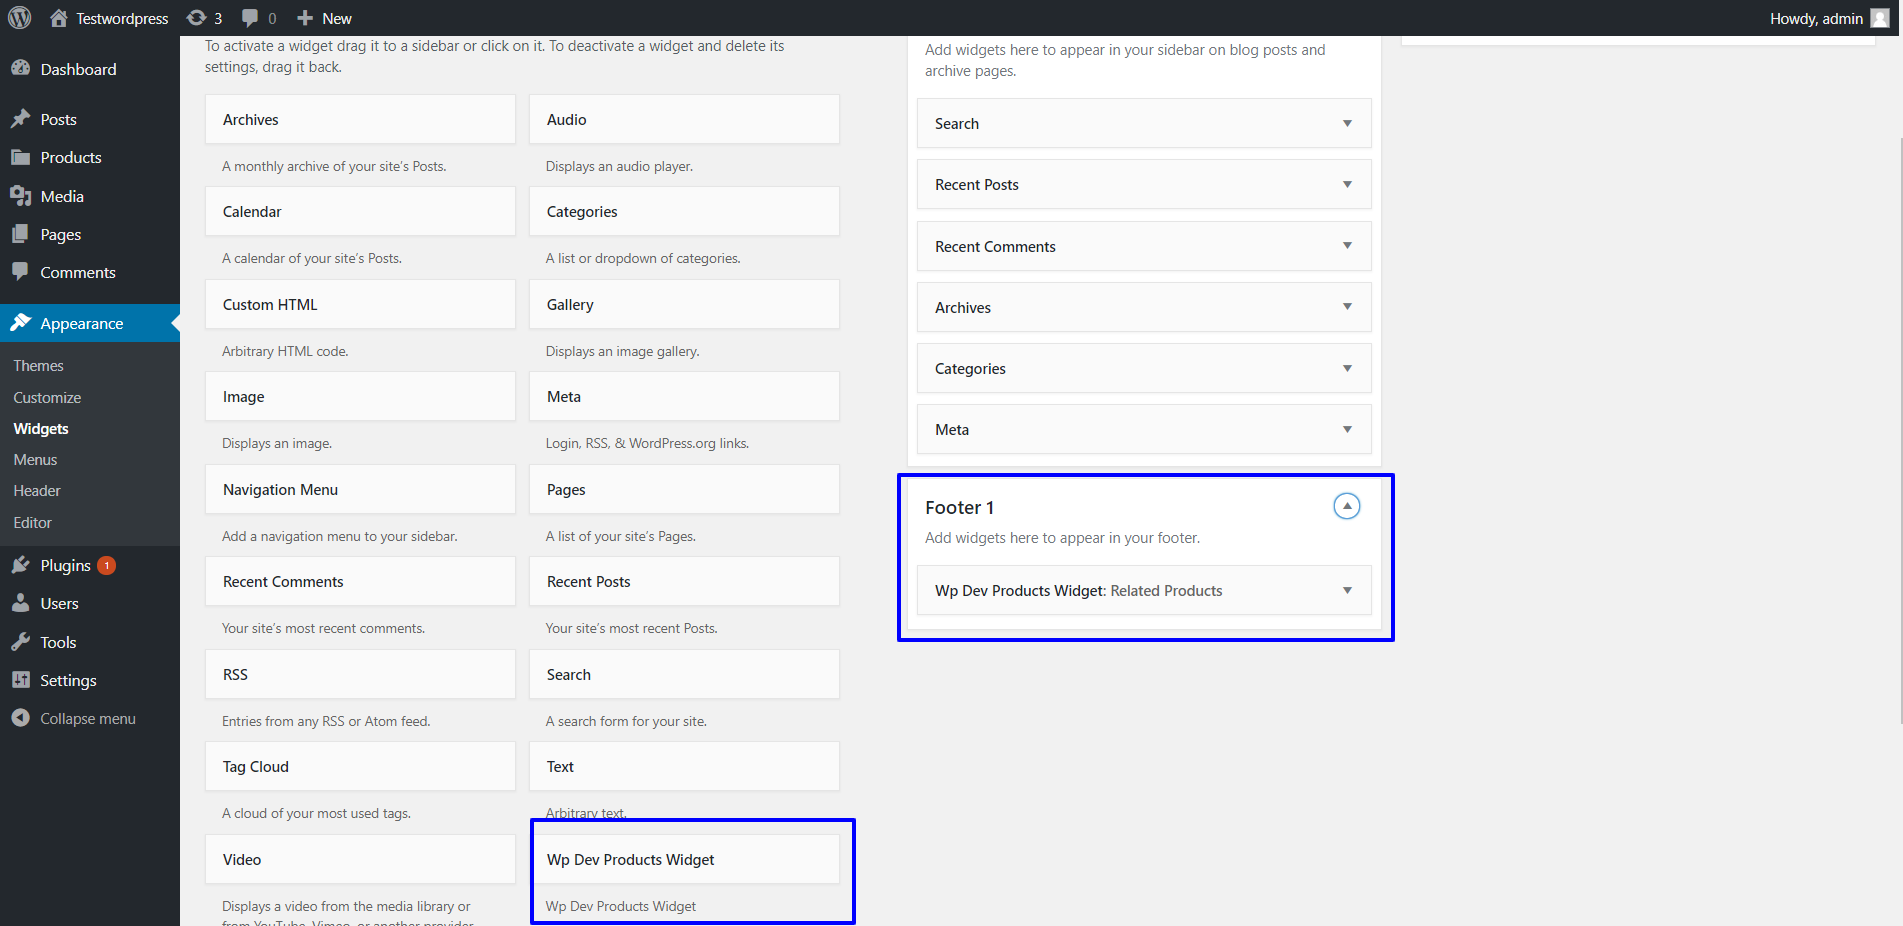 Testwordpress 3 0 New Howdy, admin
Dashboard
Posts
Products
Media
Pages
Comments
Appearance
Themes
Customize
Widgets
Menus
Header
Editor
Plugins 1
Users
Tools
Settings
Collapse menu
To activate a widget drag it to a sidebar or click on it. To deactivate a widget and delete its
settings, drag it back.
Archives
A monthly archive of your site's Posts.
Audio
Displays an audio player.
Calendar
A calendar of your site's Posts.
Categories
A list or dropdown of categories.
Custom HTML
Arbitrary HTML code.
Gallery
Displays an image gallery.
Image
Displays an image.
Meta
Login, RSS, & WordPress.org links.
Navigation Menu
Add a navigation menu to your sidebar.
Pages
A list of your site's Pages.
Recent Comments
Your site's most recent comments.
Recent Posts
Your site's most recent Posts.
RSS
Entries from any RSS or Atom feed.
Search
A search form for your site.
Tag Cloud
A cloud of your most used tags.
Text
Arbitrary text.
Video
Displays a video from the media library or
from YouTube, Vimeo, or another provider
Wp Dev Products Widget
Wp Dev Products Widget
Add widgets here to appear in your sidebar on blog posts and
archive pages.
Search
Recent Posts
Recent Comments
Archives
Categories
Meta
Footer 1
Add widgets here to appear in your footer.
Wp Dev Products Widget: Related Products